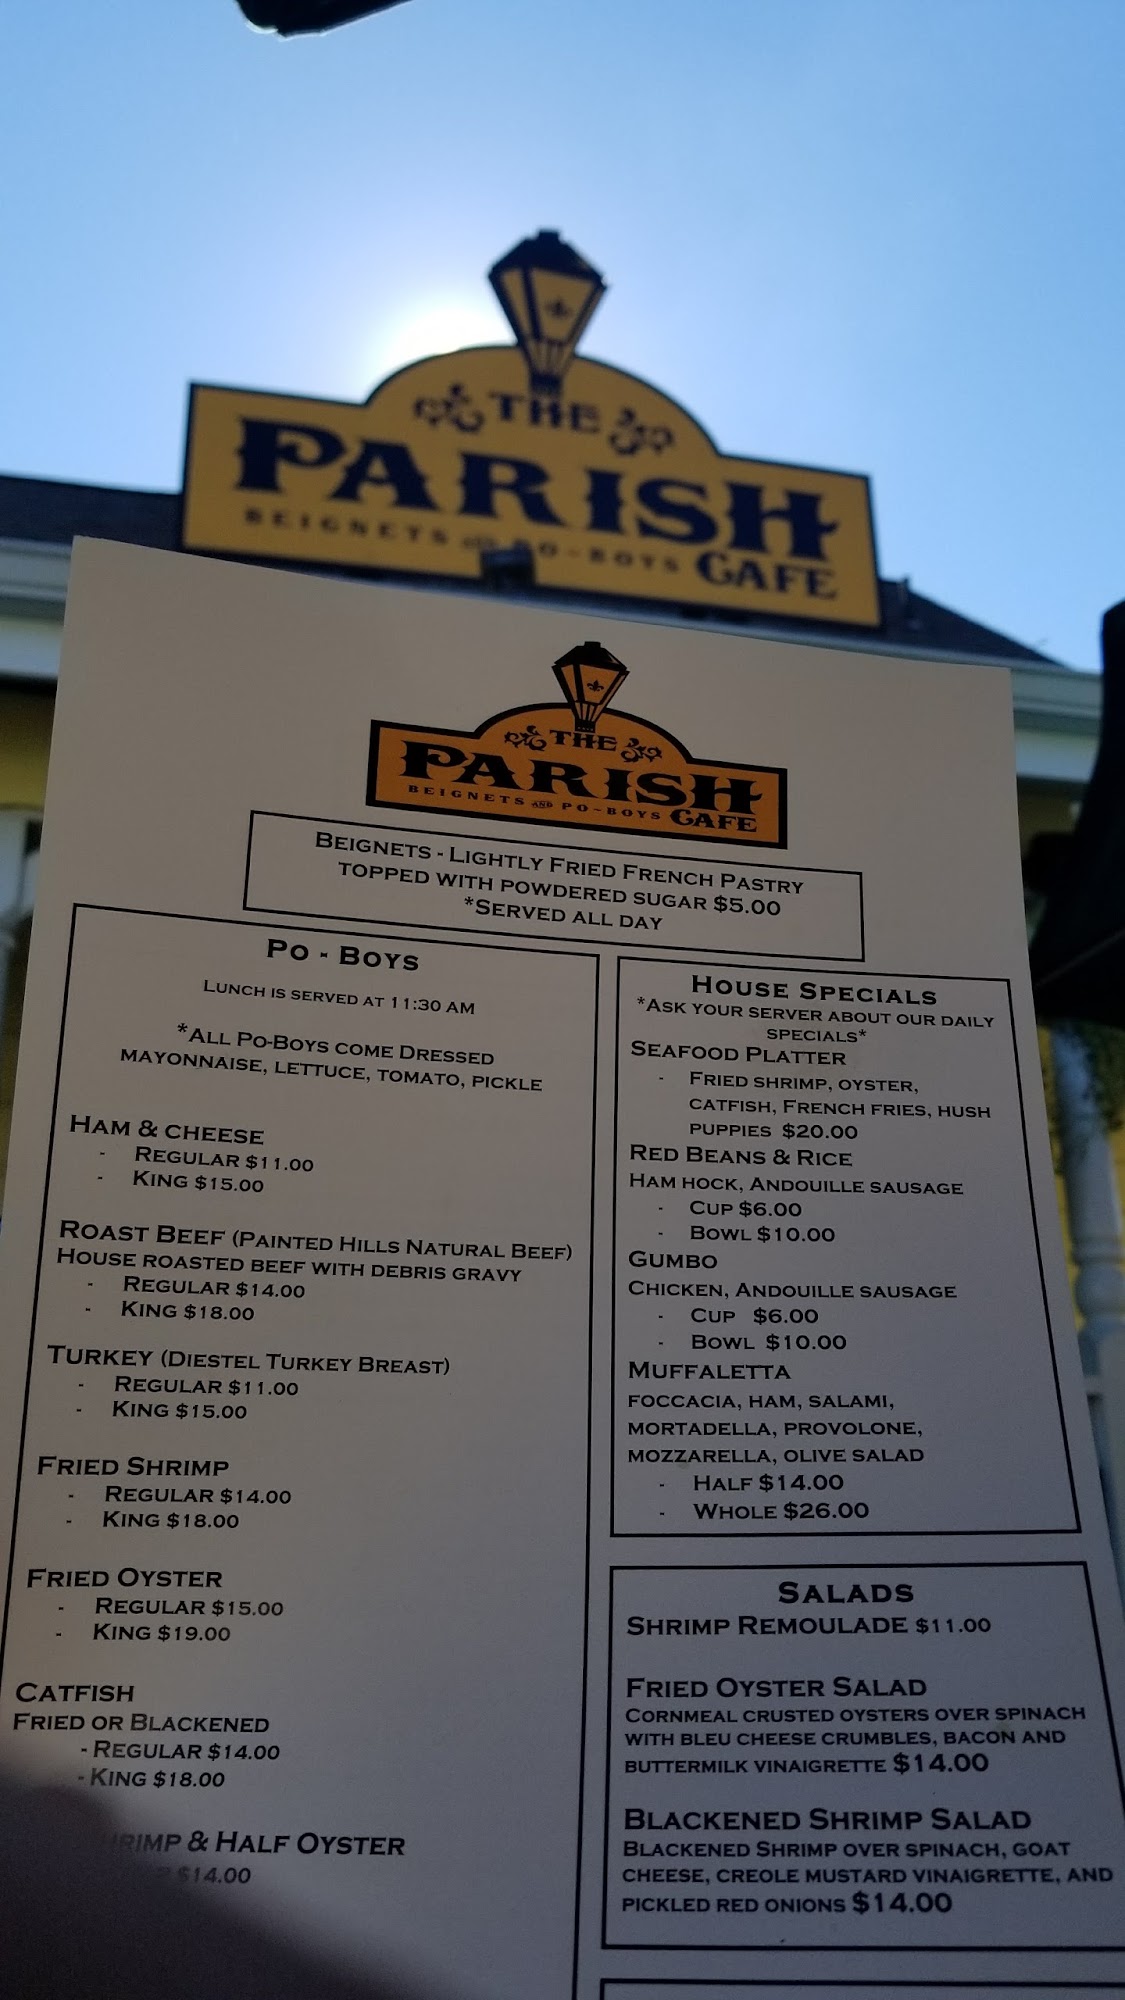 THE
PARISH
BEIGNETS AND PO-BOYS CAFE
THE
PARISH
BEIGNETS AND PO-BOYS CAFE
BEIGNETS - LIGHTLY FRIED FRENCH PASTRY
TOPPED WITH POWDERED SUGAR $5.00
*SERVED ALL DAY
PO - BOYS
LUNCH IS SERVED AT 11:30 AM
*ALL PO-BOYS COME DRESSED
MAYONNAISE, LETTUCE, TOMATO, PICKLE
HAM & CHEESE
- REGULAR $11.00
- KING $15.00
ROAST BEEF (PAINTED HILLS NATURAL BEEF)
HOUSE ROASTED BEEF WITH DEBRIS GRAVY
- REGULAR $14.00
- KING $18.00
TURKEY (DIESTEL TURKEY BREAST)
- REGULAR $11.00
- KING $15.00
FRIED SHRIMP
- REGULAR $14.00
- KING $18.00
FRIED OYSTER
- REGULAR $15.00
- KING $19.00
CATFISH
FRIED OR BLACKENED
- REGULAR $14.00
- KING $18.00
& HALF OYSTER
$14.00
HOUSE SPECIALS
*ASK YOUR SERVER ABOUT OUR DAILY
SPECIALS*
SEAFOOD PLATTER
- FRIED SHRIMP, OYSTER,
CATFISH, FRENCH FRIES, HUSH
PUPPIES $20.00
RED BEANS & RICE
HAM HOCK, ANDOUILLE SAUSAGE
- CUP $6.00
- BOWL $10.00
GUMBO
CHICKEN, ANDOUILLE SAUSAGE
- CUP $6.00
- BOWL $10.00
MUFFALETTA
FOCCACIA, HAM, SALAMI,
MORTADELLA, PROVOLONE,
MOZZARELLA, OLIVE SALAD
- HALF $14.00
- WHOLE $26.00
SALADS
SHRIMP REMOULADE $11.00
FRIED OYSTER SALAD
CORNMEAL CRUSTED OYSTERS OVER SPINACH
WITH BLEU CHEESE CRUMBLES, BACON AND
BUTTERMILK VINAIGRETTE $14.00
BLACKENED SHRIMP SALAD
BLACKENED SHRIMP OVER SPINACH, GOAT
CHEESE, CREOLE MUSTARD VINAIGRETTE, AND
PICKLED RED ONIONS $14.00